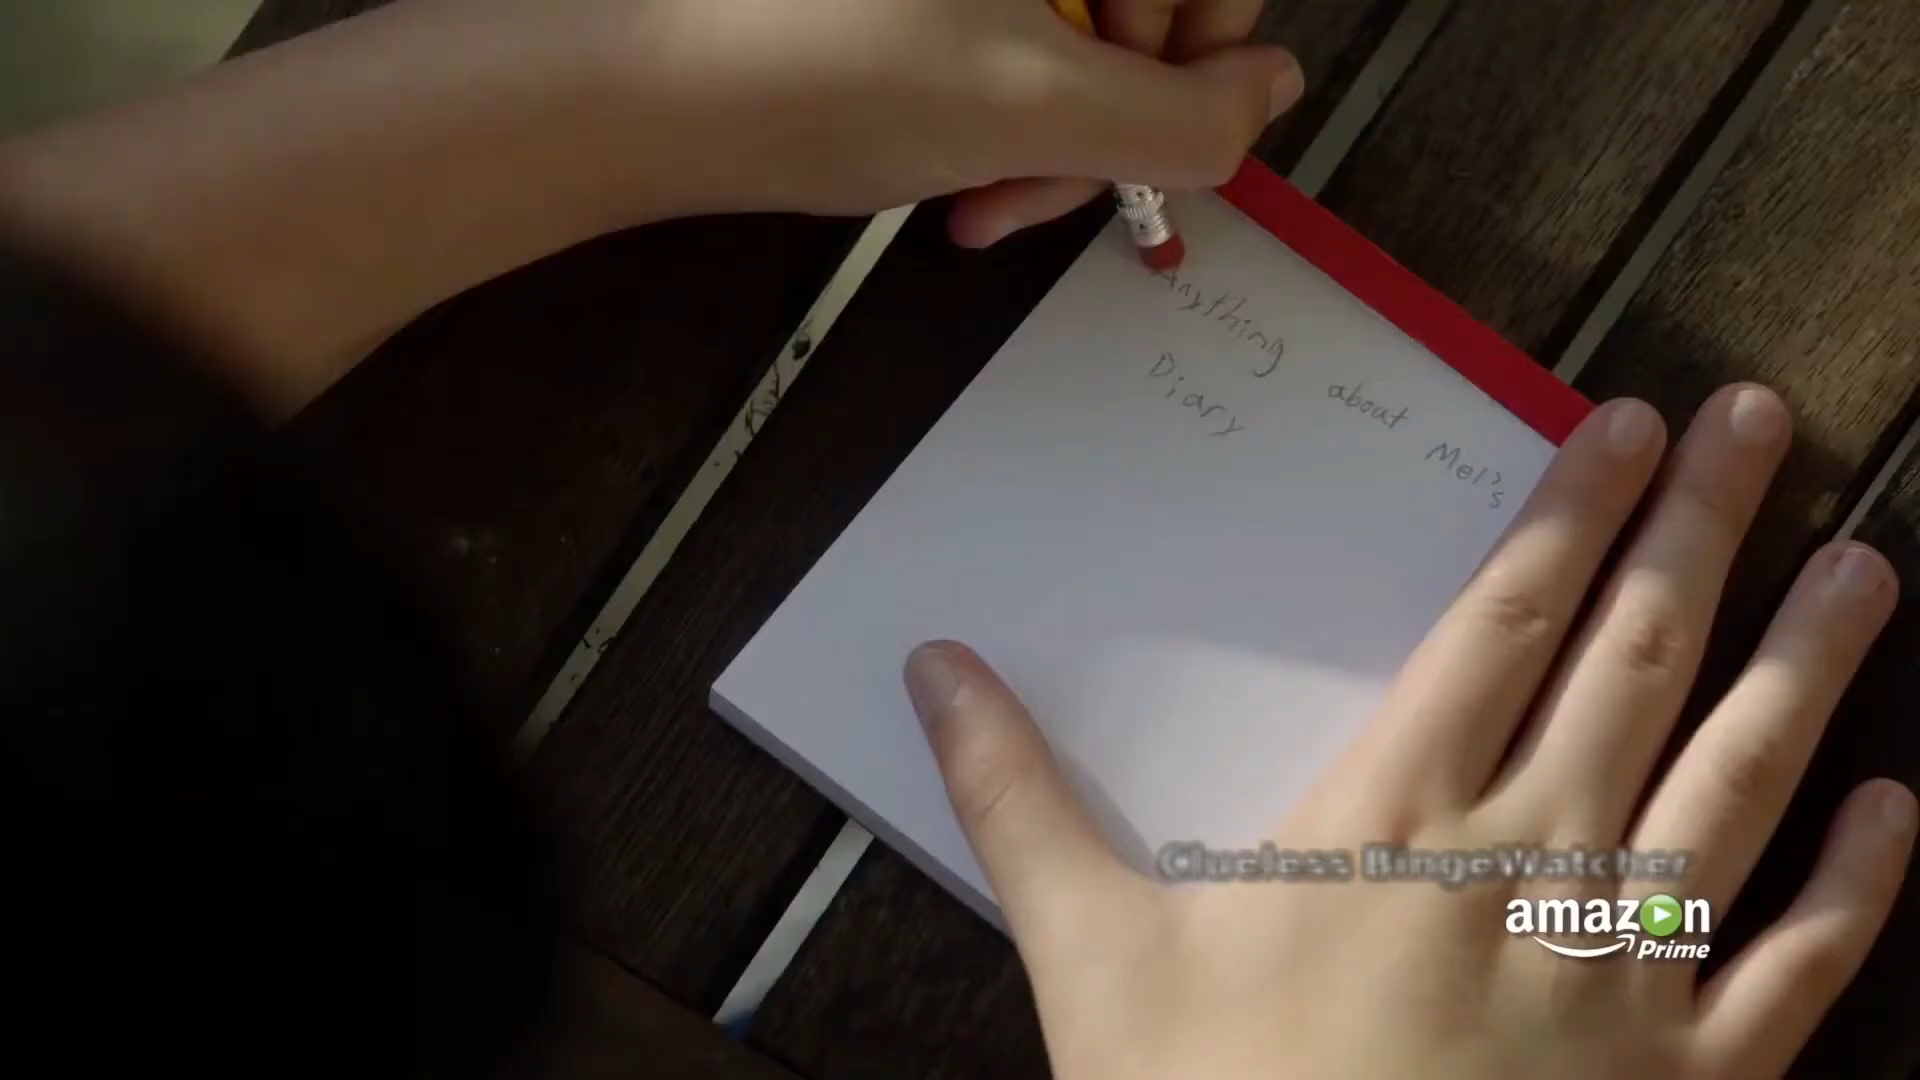 Anything about Mel's
Diary
Clueless BingeWatcher
amazon
Prime